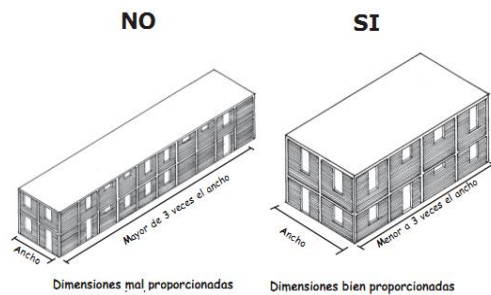 NO
SI
Ancho
Mayor de 3 veces el ancho
Ancho
Menor a 3 veces el ancho
Dimensiones mal proporcionadas
Dimensiones bien proporcionadas